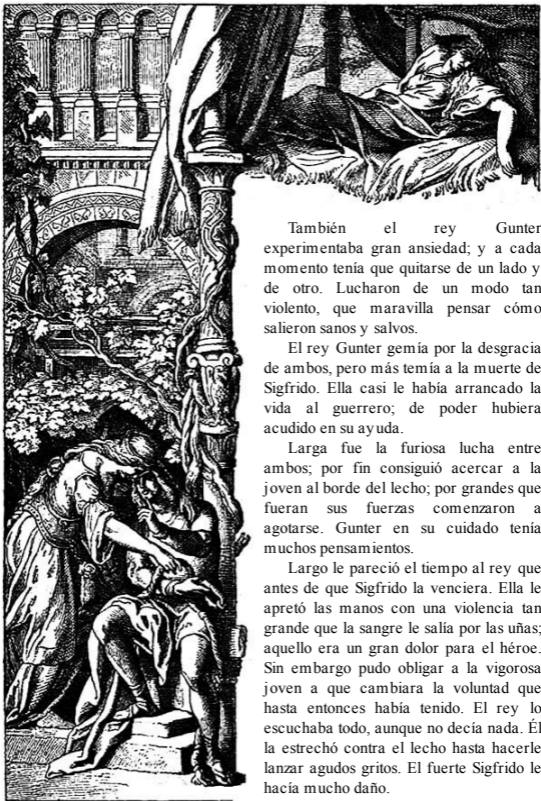 También el rey Gunter
experimentaba gran ansiedad; y a cada
momento tenía que quitarse de un lado y
de otro. Lucharon de un modo tan
violento, que maravilla pensar cómo
salieron sanos y salvos.
El rey Gunter gemía por la desgracia
de ambos, pero más temía a la muerte de
Sigfrido. Ella casi le había arrancado la
vida al guerrero; de poder hubiera
acudido en su ayuda.
Larga fue la furiosa lucha entre
ambos; por fin consiguió acercar a la
joven al borde del lecho; por grandes que
fueran sus fuerzas comenzaron a
agotarse. Gunter en su cuidado tenía
muchos pensamientos.
Largo le pareció el tiempo al rey que
antes de que Sigfrido la venciera. Ella le
apretó las manos con una violencia tan
grande que la sangre le salía por las uñas;
aquello era un gran dolor para el héroe.
Sin embargo pudo obligar a la vigorosa
joven a que cambiara la voluntad que
hasta entonces había tenido. El rey lo
escuchaba todo, aunque no decía nada. Él
la estrechó contra el lecho hasta hacerle
lanzar agudos gritos. El fuerte Sigfrido le
hacía mucho daño.